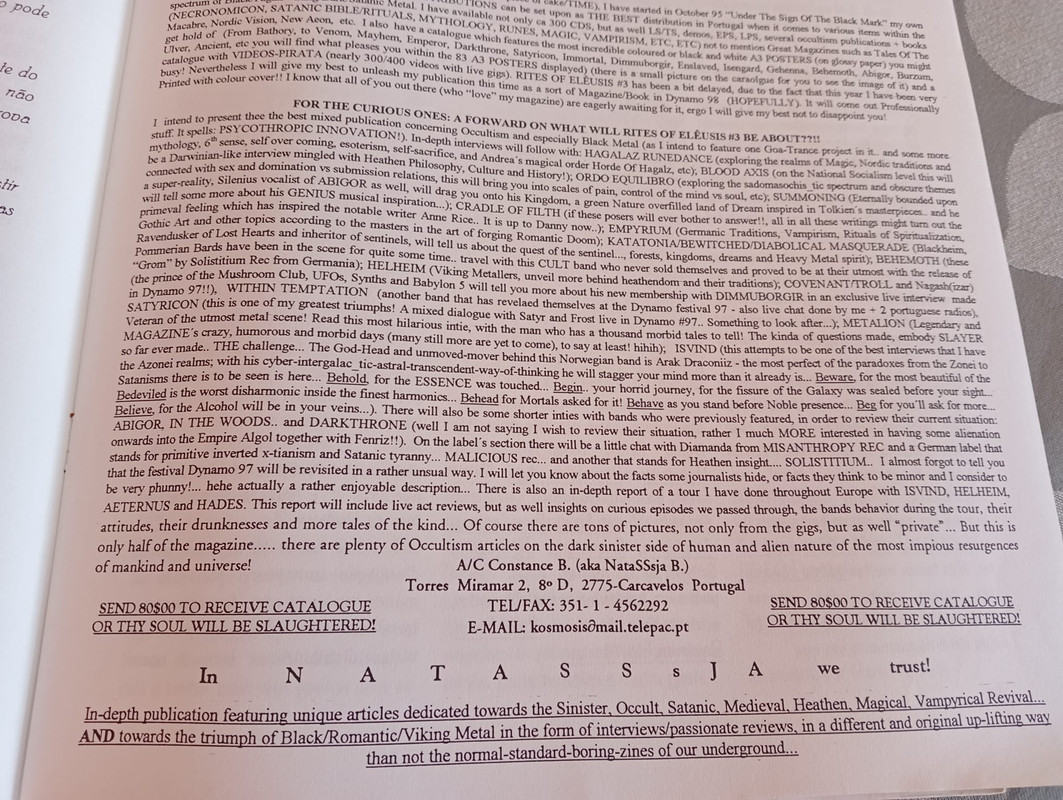 o pode
le do
não
ropa
stir
as
cake/TIME), I have started in October 95 "Under The Sign Of The Black Mark" my own
spectrum of Black Metal. I have available not only ca 300 CDS, but as well LS/TS, demos, EPS, LPS, several occultism publications + books
(NECRONOMICON, SATANIC BIBLE/RITUALS, MYTHOLOGY, RUNES, MAGIC, VAMPIRISM, ETC, ETC) not to mention Great Magazines such as Tales Of The
Macabre, Nordic Vision, New Aeon, etc. I also have a catalogue which features the most incredible coloured or black and white A3 POSTERS (on glossy paper) you might
get hold of (From Bathory, to Venom, Mayhem, Emperor, Darkthrone, Satyricon, Immortal, Dimmuborgir, Enslaved, Isengard, Gehenna, Behemoth, Abigor, Burzum,
Ulver, Ancient, etc you will find what pleases you within the 83 A3 POSTERS displayed) (there is a small picture on the caraolgue for you to see the image of it) and a
catalogue with VIDEOS-PIRATA (nearly 300/400 videos with live gigs). RITES OF ELÊUSIS #3 has been a bit delayed, due to the fact that this year I have been very
busy! Nevertheless I will give my best to unleash my publication this time as a sort of Magazine/Book in Dynamo 98 (HOPEFULLY). It will come out Professionally
Printed with colour cover!! I know that all of you out there (who "love" my magazine) are eagerly awaiting for it, ergo I will give my best not to disappoint you!
FOR THE CURIOUS ONES: A FORWARD ON WHAT WILL RITES OF ELÊUSIS #3 BE ABOUT??!!
I intend to present thee the best mixed publication concerning Occultism and especially Black Metal (as I intend to feature one Goa-Trance project in it.. and some more
stuff. It spells: PSYCOTHROPIC INNOVATION!). In-depth interviews will follow with: HAGALAZ RUNEDANCE (exploring the realms of Magic, Nordic traditions and
mythology, 6th sense, self over coming, esoterism, self-sacrifice, and Andrea´s magical order Horde Of Hagalz, etc); BLOOD AXIS (on the National Socialism level this will
be a Darwinian-like interview mingled with Heathen Philosophy, Culture and History!); ORDO EQUILIBRO (exploring the sadomasochis_tic spectrum and obscure themes
connected with sex and domination vs submission relations, this will bring you into scales of pain, control of the mind vs soul, etc); SUMMONING (Eternally bounded upon
a super-reality, Silenius vocalist of ABIGOR as well, will drag you onto his Kingdom, a green Nature overfilled land of Dream inspired in Tolkien´s masterpieces.. and he
will tell some more about his GENIUS musical inspiration...); CRADLE OF FILTH (if these posers will ever bother to answer!!, all in all these writings might turn out the
primeval feeling which has inspired the notable writer Anne Rice.. It is up to Danny now..); EMPYRIUM (Germanic Traditions, Vampirism, Rituals of Spiritualization,
Gothic Art and other topics according to the masters in the art of forging Romantic Doom); KATATONIA/BEWITCHED/DIABOLICAL MASQUERADE (Blackheim,
Ravendusker of Lost Hearts and inheritor of sentinels, will tell us about the quest of the sentinel..., forests, kingdoms, dreams and Heavy Metal spirit); BEHEMOTH (these
Pommerian Bards have been in the scene for quite some time.. travel with this CULT band who never sold themselves and proved to be at their utmost with the release of
"Grom" by Solistitium Rec from Germania); HELHEIM (Viking Metallers, unveil more behind heathendom and their traditions); COVENANT/TROLL and Nagash(izar)
(the prince of the Mushroom Club, UFOs, Synths and Babylon 5 will tell you more about his new membership with DIMMUBORGIR in an exclusive live interview made
in Dynamo 97!!), WITHIN TEMPTATION (another band that has revelaed themselves at the Dynamo festival 97 - also live chat done by me + 2 portuguese radios),
SATYRICON (this is one of my greatest triumphs! A mixed dialogue with Satyr and Frost live in Dynamo #97.. Something to look after...); METALION (Legendary and
Veteran of the utmost metal scene! Read this most hilarious intie, with the man who has a thousand morbid tales to tell! The kinda of questions made, embody SLAYER
MAGAZINE´s crazy, humorous and morbid days (many still more are yet to come), to say at least! hihih); ISVIND (this attempts to be one of the best interviews that I have
so far ever made.. THE challenge... The God-Head and unmoved-mover behind this Norwegian band is Arak Draconiiz - the most perfect of the paradoxes from the Zonei to
the Azonei realms; with his cyber-intergalac_tic-astral-transcendent-way-of-thinking he will stagger your mind more than it already is... Beware, for the most beautiful of the
Satanisms there is to be seen is here... Behold, for the ESSENCE was touched... Begin.. your horrid journey, for the fissure of the Galaxy was sealed before your sight...
Bedeviled is the worst disharmonic inside the finest harmonics... Behead for Mortals asked for it! Behave as you stand before Noble presence... Beg for you'll ask for more...
Believe, for the Alcohol will be in your veins...). There will also be some shorter inties with bands who were previously featured, in order to review their current situation:
ABIGOR, IN THE WOODS.. and DARKTHRONE (well I am not saying I wish to review their situation, rather I much MORE interested in having some alienation
onwards into the Empire Algol together with Fenriz!!). On the label´s section there will be a little chat with Diamanda from MISANTHROPY REC and a German label that
stands for primitive inverted x-tianism and Satanic tyranny... MALICIOUS rec... and another that stands for Heathen insight.... SOLISTITIUM.. I almost forgot to tell you
that the festival Dynamo 97 will be revisited in a rather unsual way. I will let you know about the facts some journalists hide, or facts they think to be minor and I consider to
be very phunny!... hehe actually a rather enjoyable description... There is also an in-depth report of a tour I have done throughout Europe with ISVIND, HELHEIM,
AETERNUS and HADES. This report will include live act reviews, but as well insights on curious episodes we passed through, the bands behavior during the tour, their
attitudes, their drunknesses and more tales of the kind... Of course there are tons of pictures, not only from the gigs, but as well "private"... But this is
only half of the magazine..... there are plenty of Occultism articles on the dark sinister side of human and alien nature of the most impious resurgences
of mankind and universe!
A/C Constance B. (aka NataSSsja B.)
Torres Miramar 2, 8º D, 2775-Carcavelos Portugal
SEND 80$00 TO RECEIVE CATALOGUE
OR THY SOUL WILL BE SLAUGHTERED!
TEL/FAX: 351- 1 - 4562292
E-MAIL: kosmosis@mail.telepac.pt
SEND 80$00 TO RECEIVE CATALOGUE
OR THY SOUL WILL BE SLAUGHTERED!
In N A T A S S s J A we trust!
In-depth publication featuring unique articles dedicated towards the Sinister, Occult, Satanic, Medieval, Heathen, Magical, Vampyrical Revival...
AND towards the triumph of Black/Romantic/Viking Metal in the form of interviews/passionate reviews, in a different and original up-lifting way
than not the normal-standard-boring-zines of our underground...